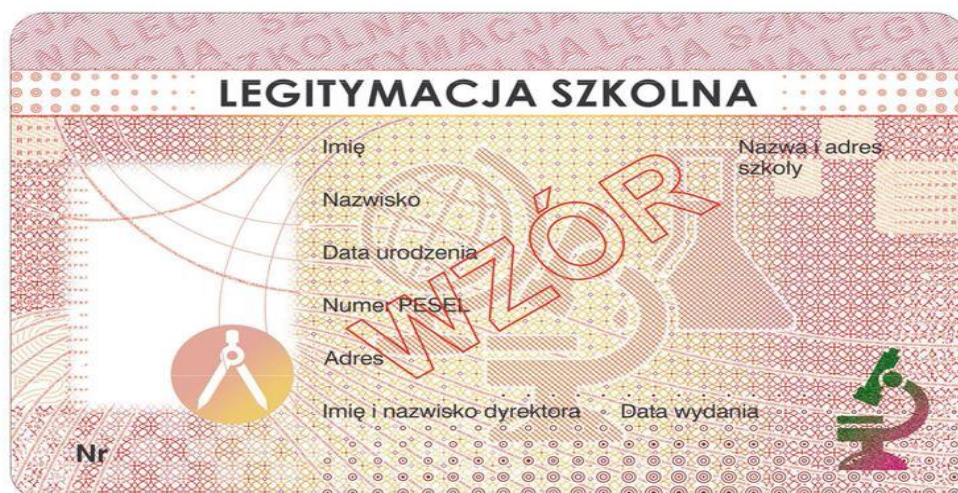 LEGITYMACJA SZKOLNA
Imię
Nazwa i adres
szkoły
Nazwisko
Data urodzenia
Numer PESEL
Adres
Imię i nazwisko dyrektora
Data wydania
Nr
WZÓR